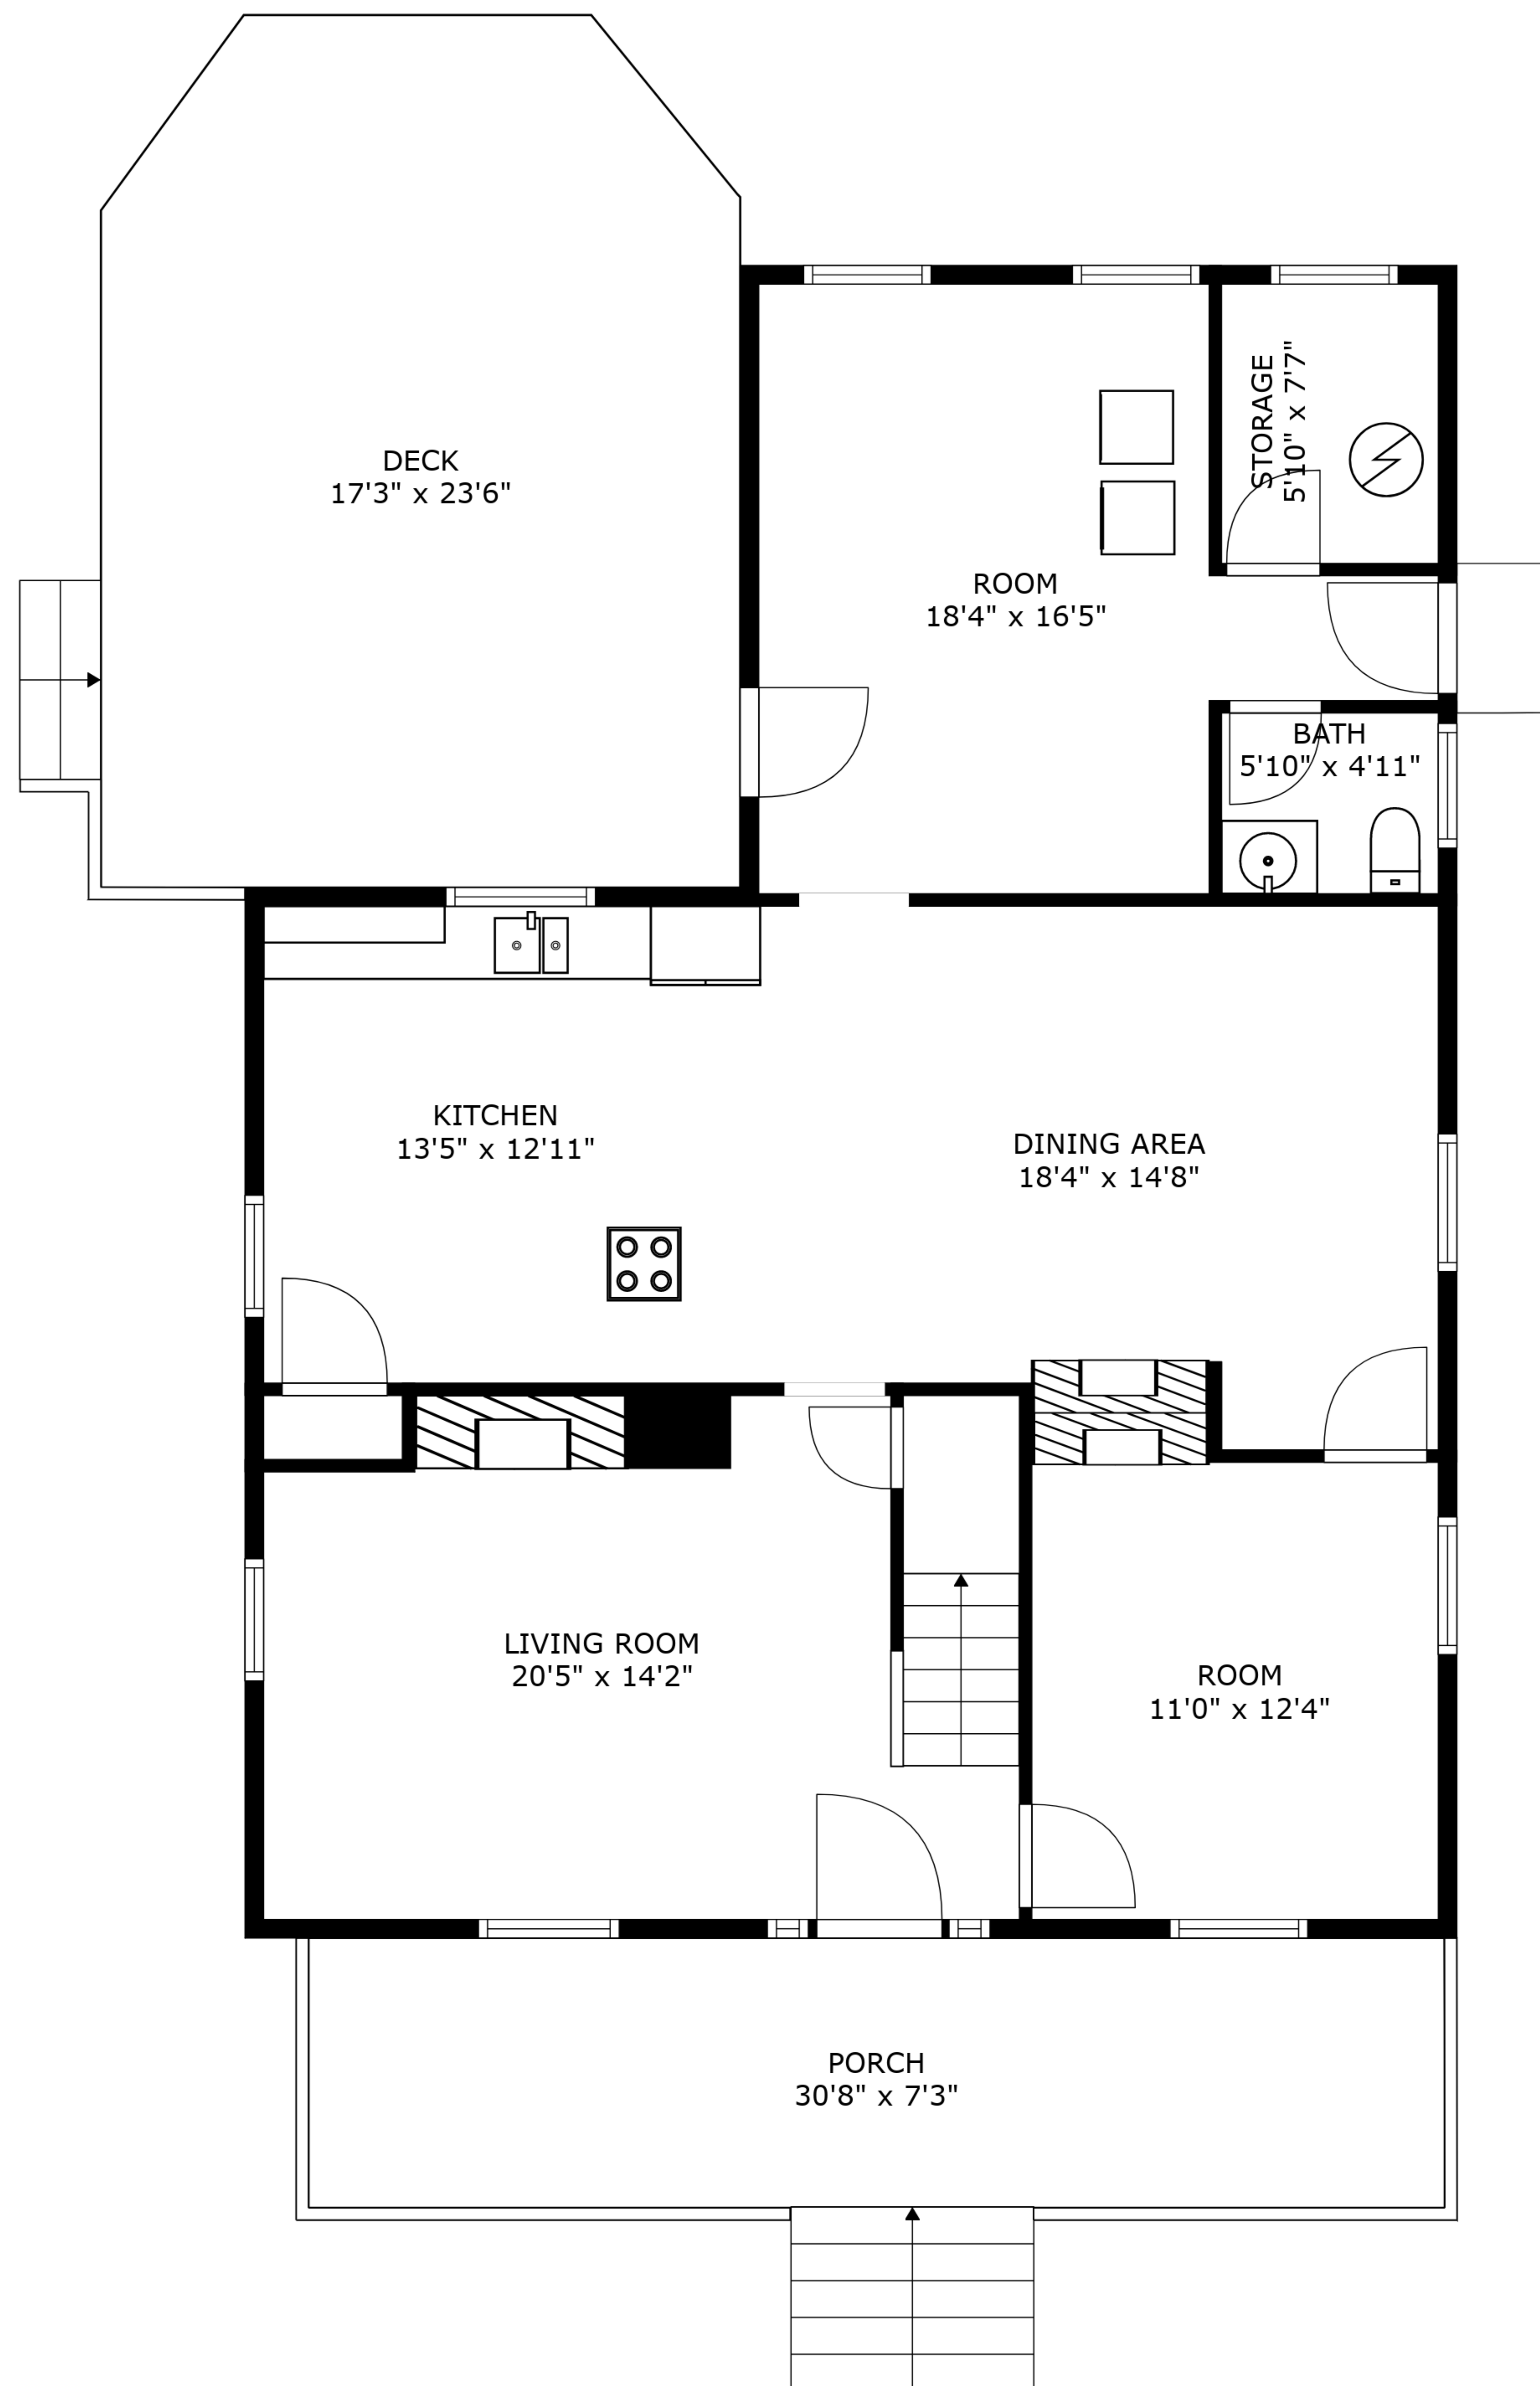 DECK
17'3" x 23'6"
STORAGE
5'10" x 7'7"
ROOM
18'4" x 16'5"
BATH
5'10" x 4'11"
KITCHEN
13'5" x 12'11"
DINING AREA
18'4" x 14'8"
LIVING ROOM
20'5" x 14'2"
ROOM
11'0" x 12'4"
PORCH
30'8" x 7'3"